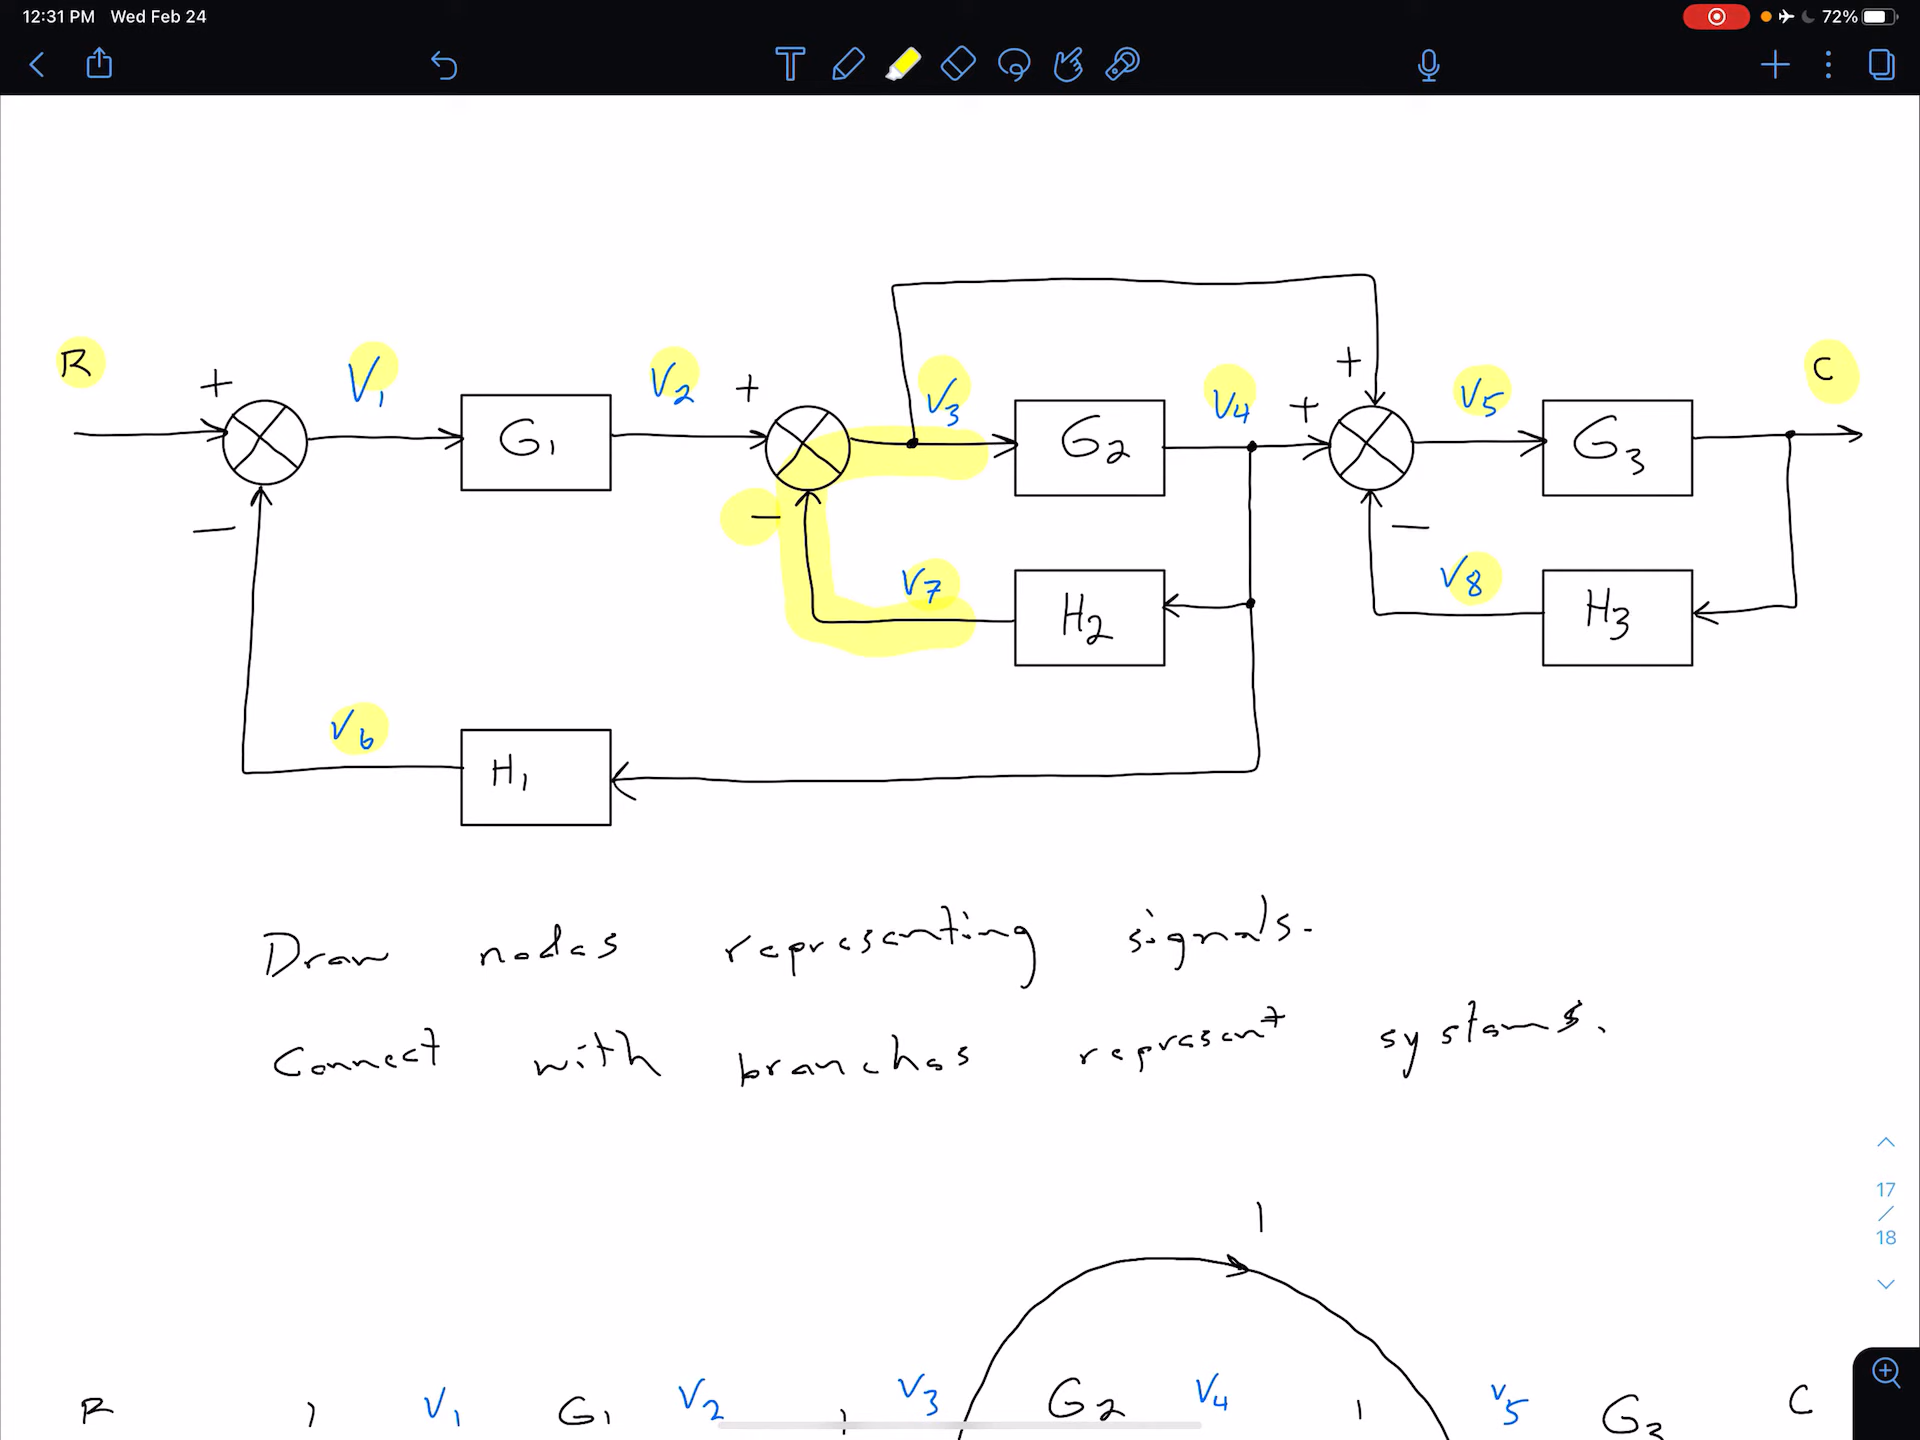 12:31 PM Wed Feb 24
72%
T
R + V1 G1 V2 + V3 G2 V4 + + V5 G3 C
− − V7 H2 − V8 H3
V6 H1
Draw nodes representing signals.
Connect with branches represent systems.
17
/
18
1
R 1 V1 G1 V2 1 V3 G2 V4 1 V5 G3 C